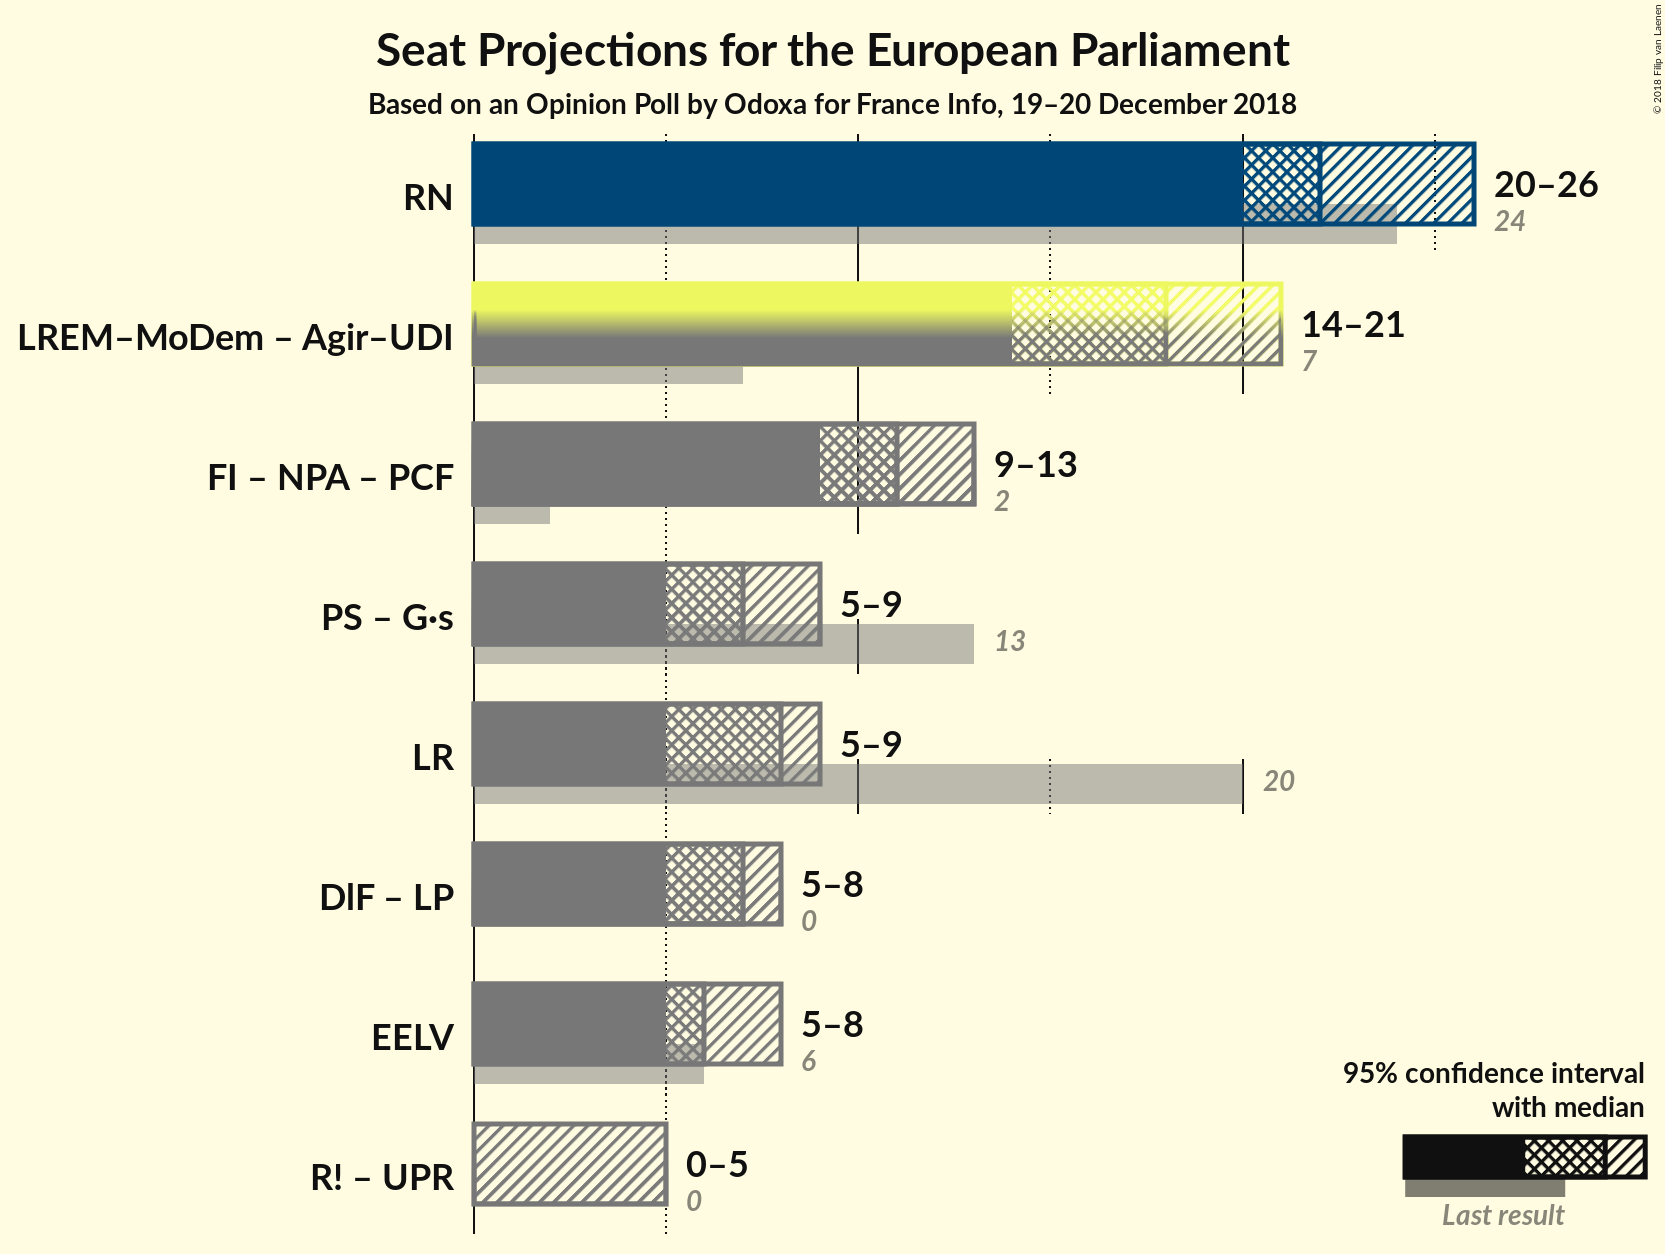 Seat Projections for the European Parliament
Based on an Opinion Poll by Odoxa for France Info, 19–20 December 2018
© 2018 Filip van Laenen
RN
20–26
24
LREM–MoDem – Agir–UDI
14–21
7
FI – NPA – PCF
9–13
2
PS – G·s
5–9
13
LR
5–9
20
DlF – LP
5–8
0
EELV
5–8
6
R! – UPR
0–5
0
95% confidence interval
with median
Last result